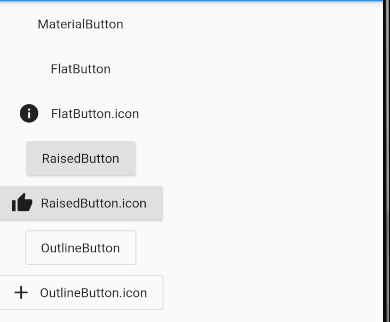 MaterialButton
FlatButton
FlatButton.icon
RaisedButton
RaisedButton.icon
OutlineButton
OutlineButton.icon